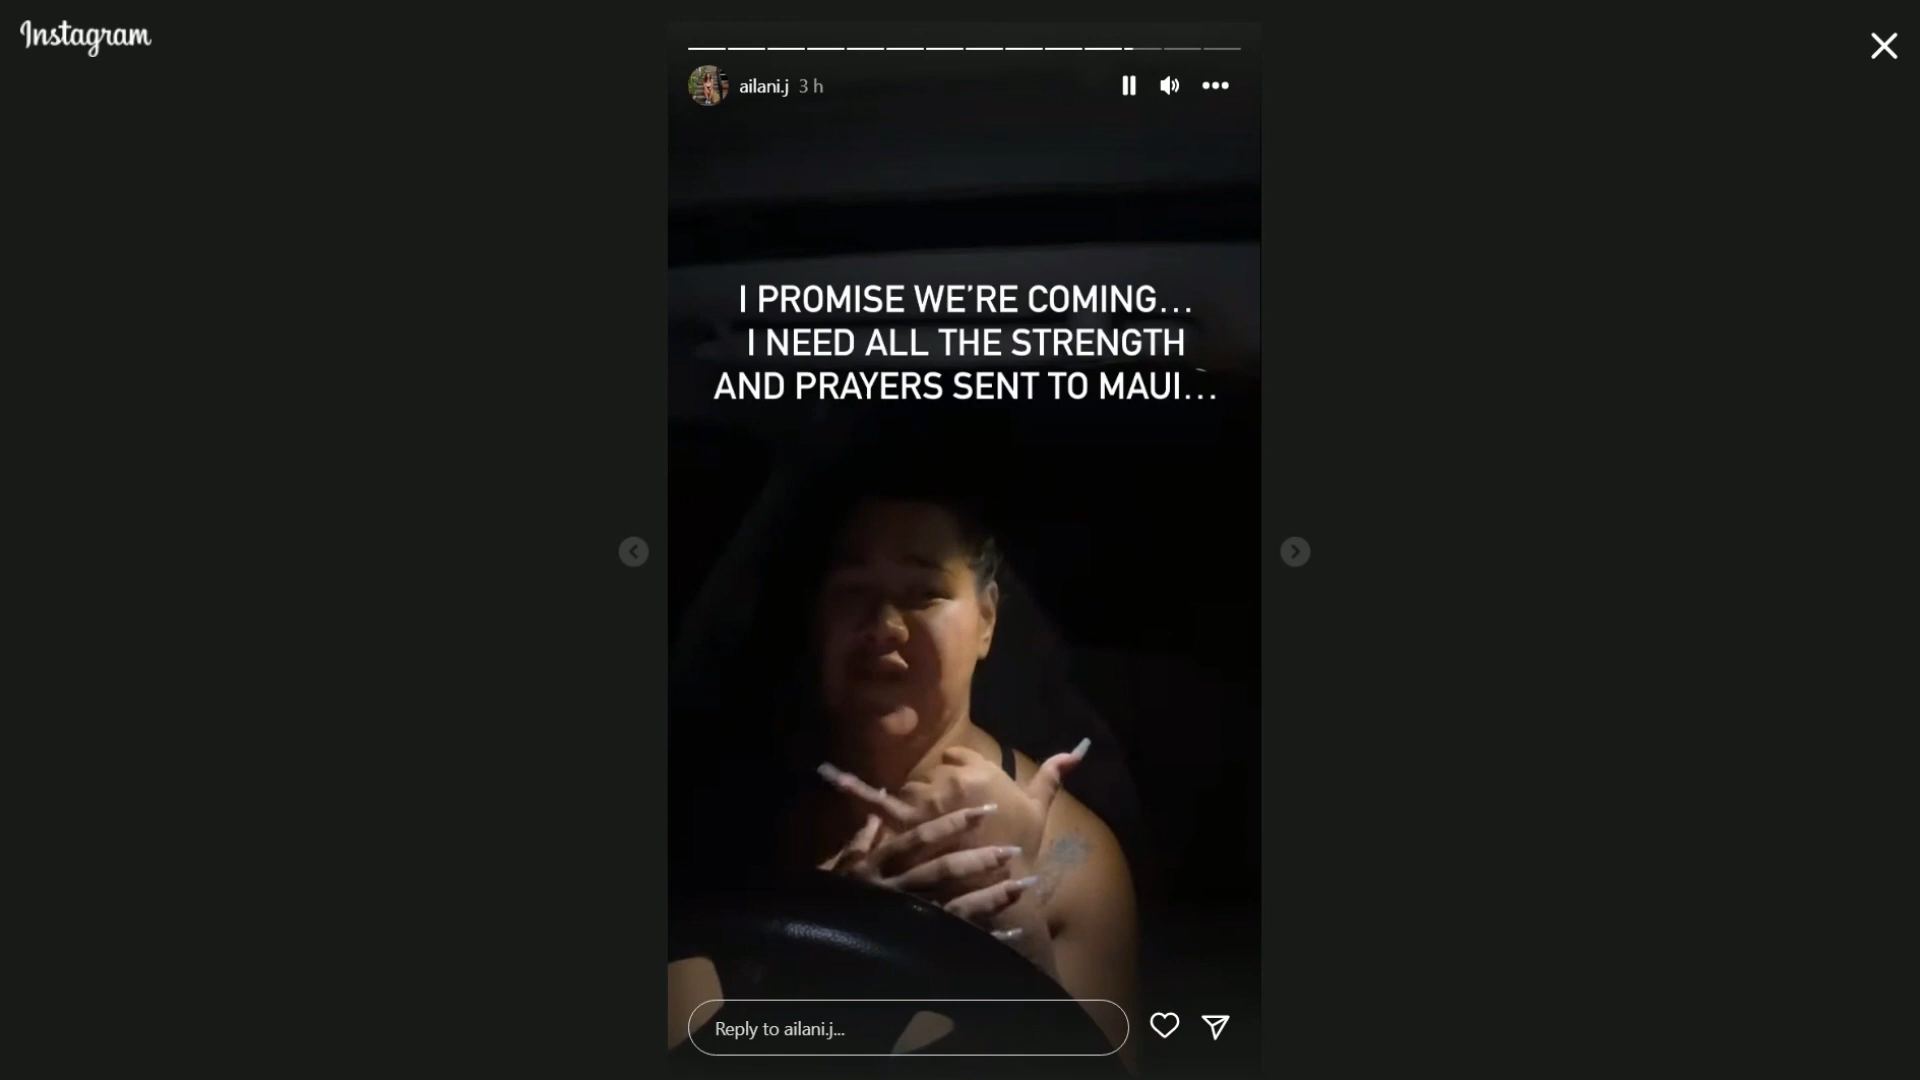 Instagram
ailani.j 3 h
I PROMISE WE’RE COMING…
I NEED ALL THE STRENGTH
AND PRAYERS SENT TO MAUI…
Reply to ailani.j...